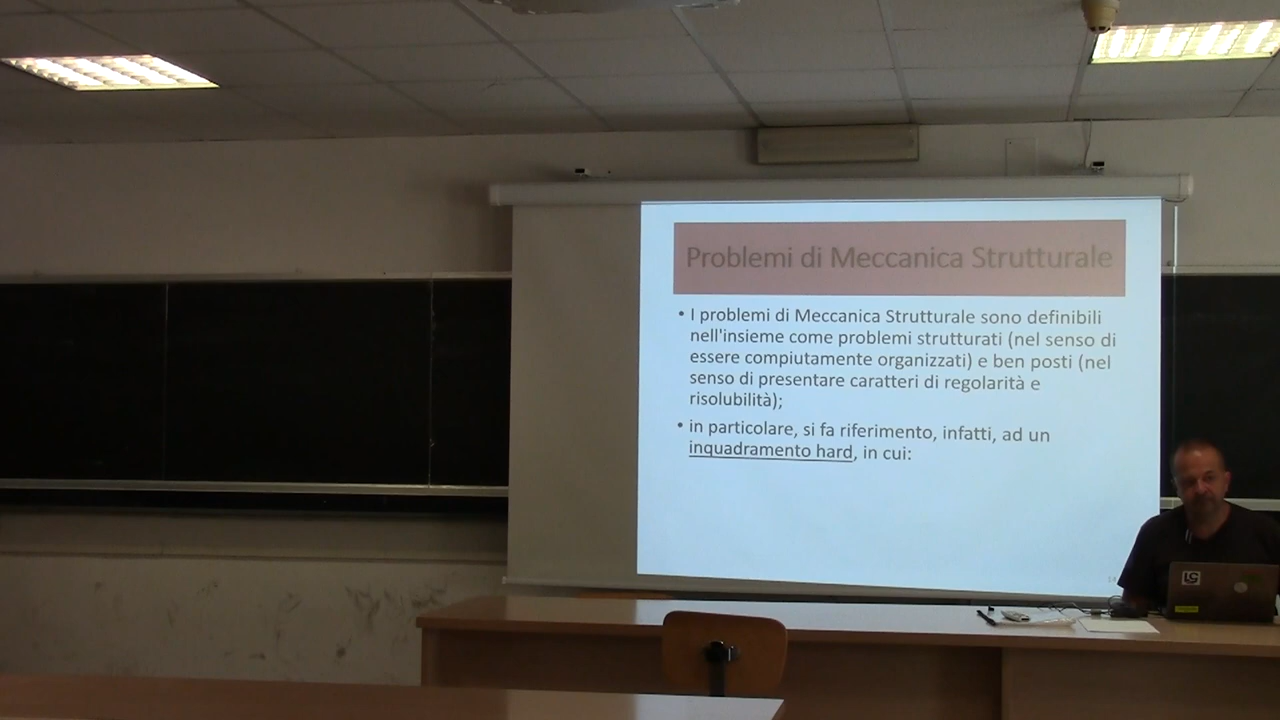 Problemi di Meccanica Strutturale
• I problemi di Meccanica Strutturale sono definibili
nell'insieme come problemi strutturati (nel senso di
essere compiutamente organizzati) e ben posti (nel
senso di presentare caratteri di regolarità e
risolubilità);
• in particolare, si fa riferimento, infatti, ad un
inquadramento hard, in cui:
14